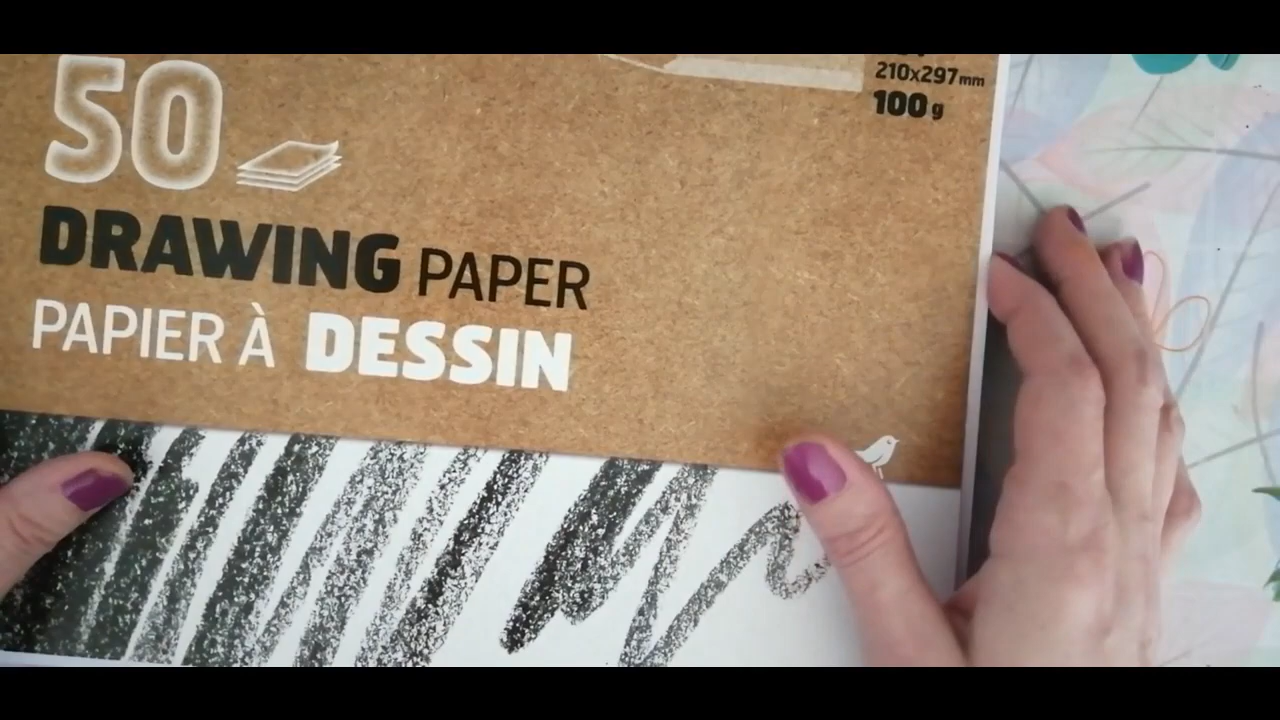 50
210x297mm
100g
DRAWING PAPER
PAPIER À DESSIN